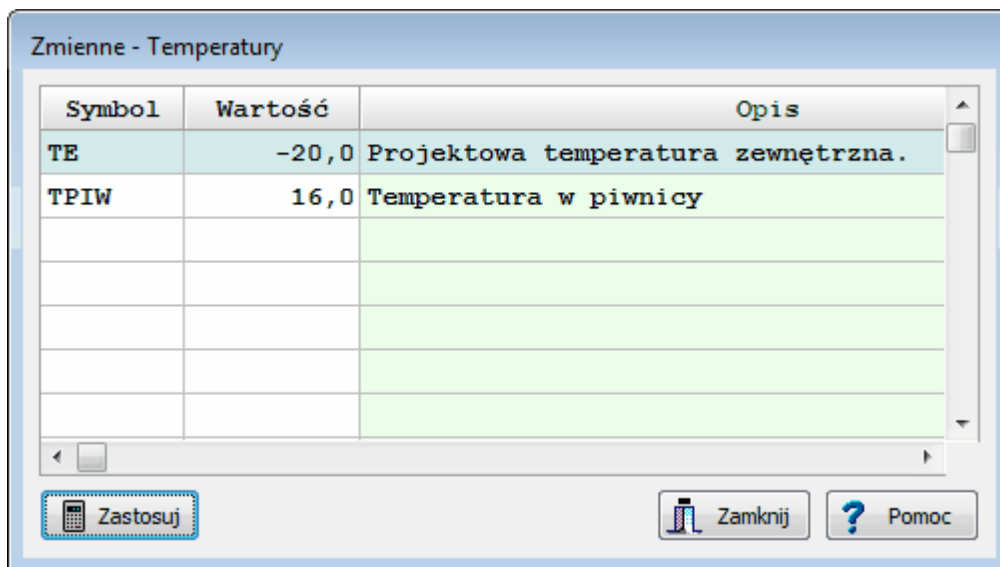 Zmienne - Temperatury
Symbol Wartość Opis
TE -20,0 Projektowa temperatura zewnętrzna.
TPIW 16,0 Temperatura w piwnicy
Zastosuj Zamknij ? Pomoc